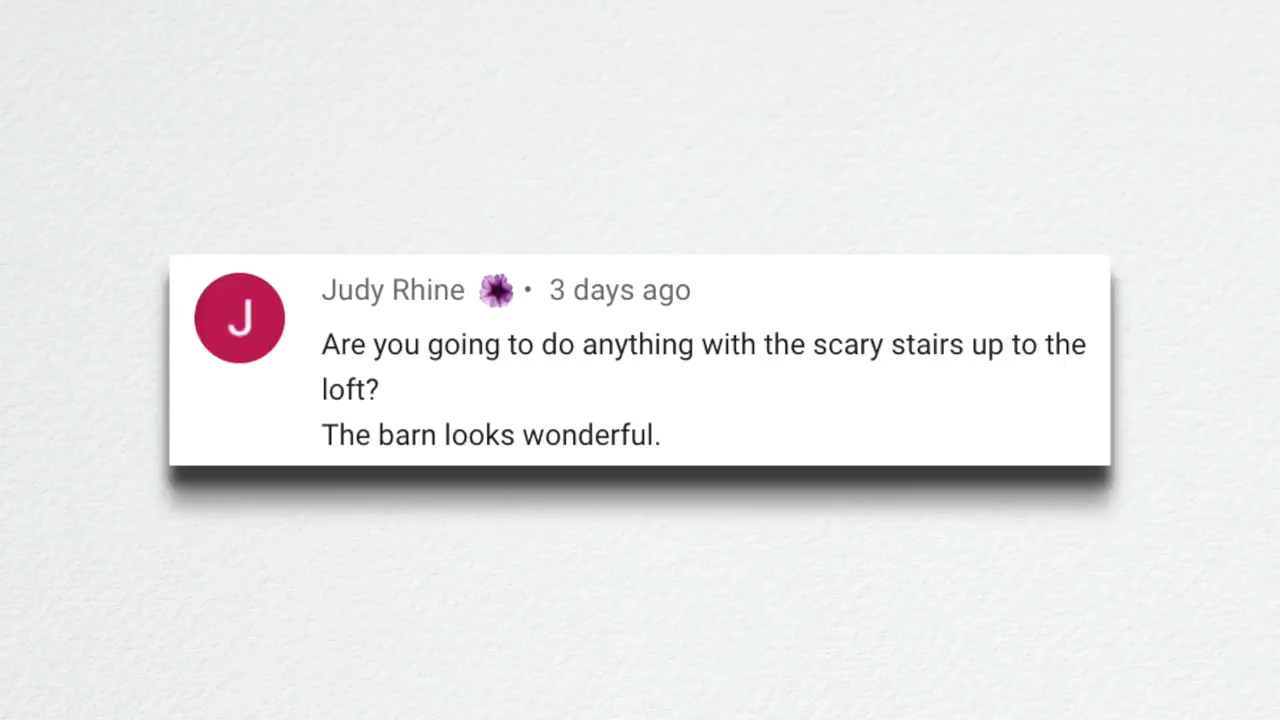 J
Judy Rhine • 3 days ago
Are you going to do anything with the scary stairs up to the
loft?
The barn looks wonderful.